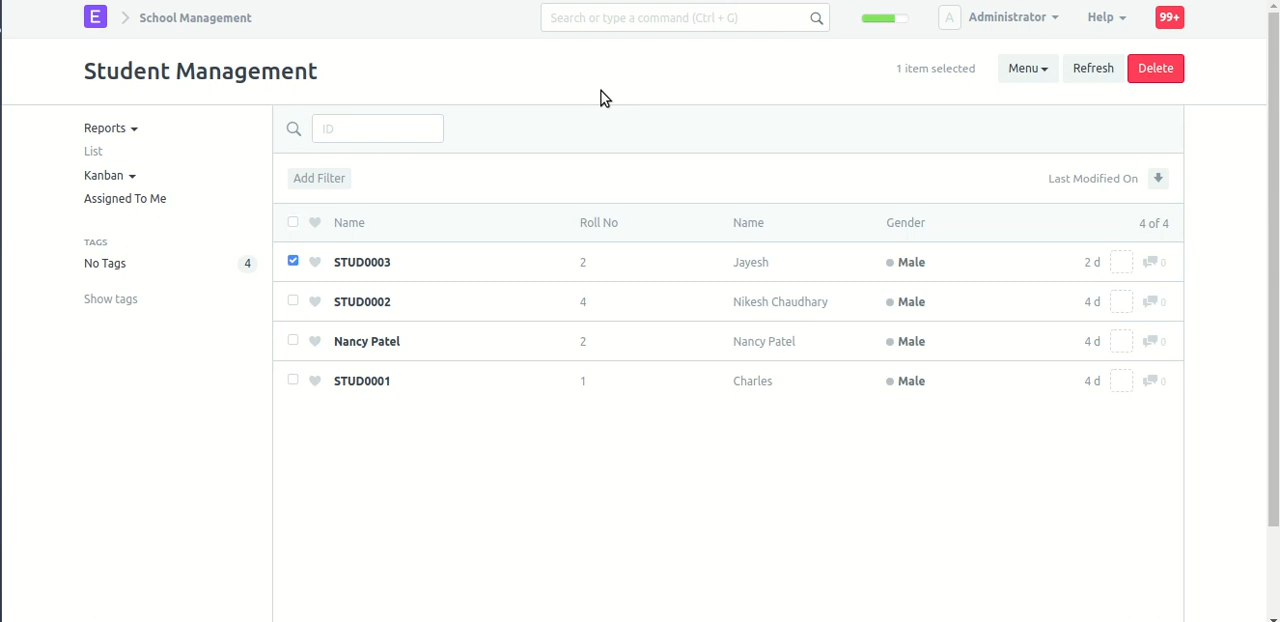 E School Management Search or type a command (Ctrl + G) A Administrator Help 99+
Student Management 1 item selected Menu Refresh Delete
Reports
List
Kanban
Assigned To Me
TAGS
No Tags 4
Show tags
ID
Add Filter Last Modified On
Name Roll No Name Gender 4 of 4
STUD0003 2 Jayesh Male 2 d 0
STUD0002 4 Nikesh Chaudhary Male 4 d 0
Nancy Patel 2 Nancy Patel Male 4 d 0
STUD0001 1 Charles Male 4 d 0